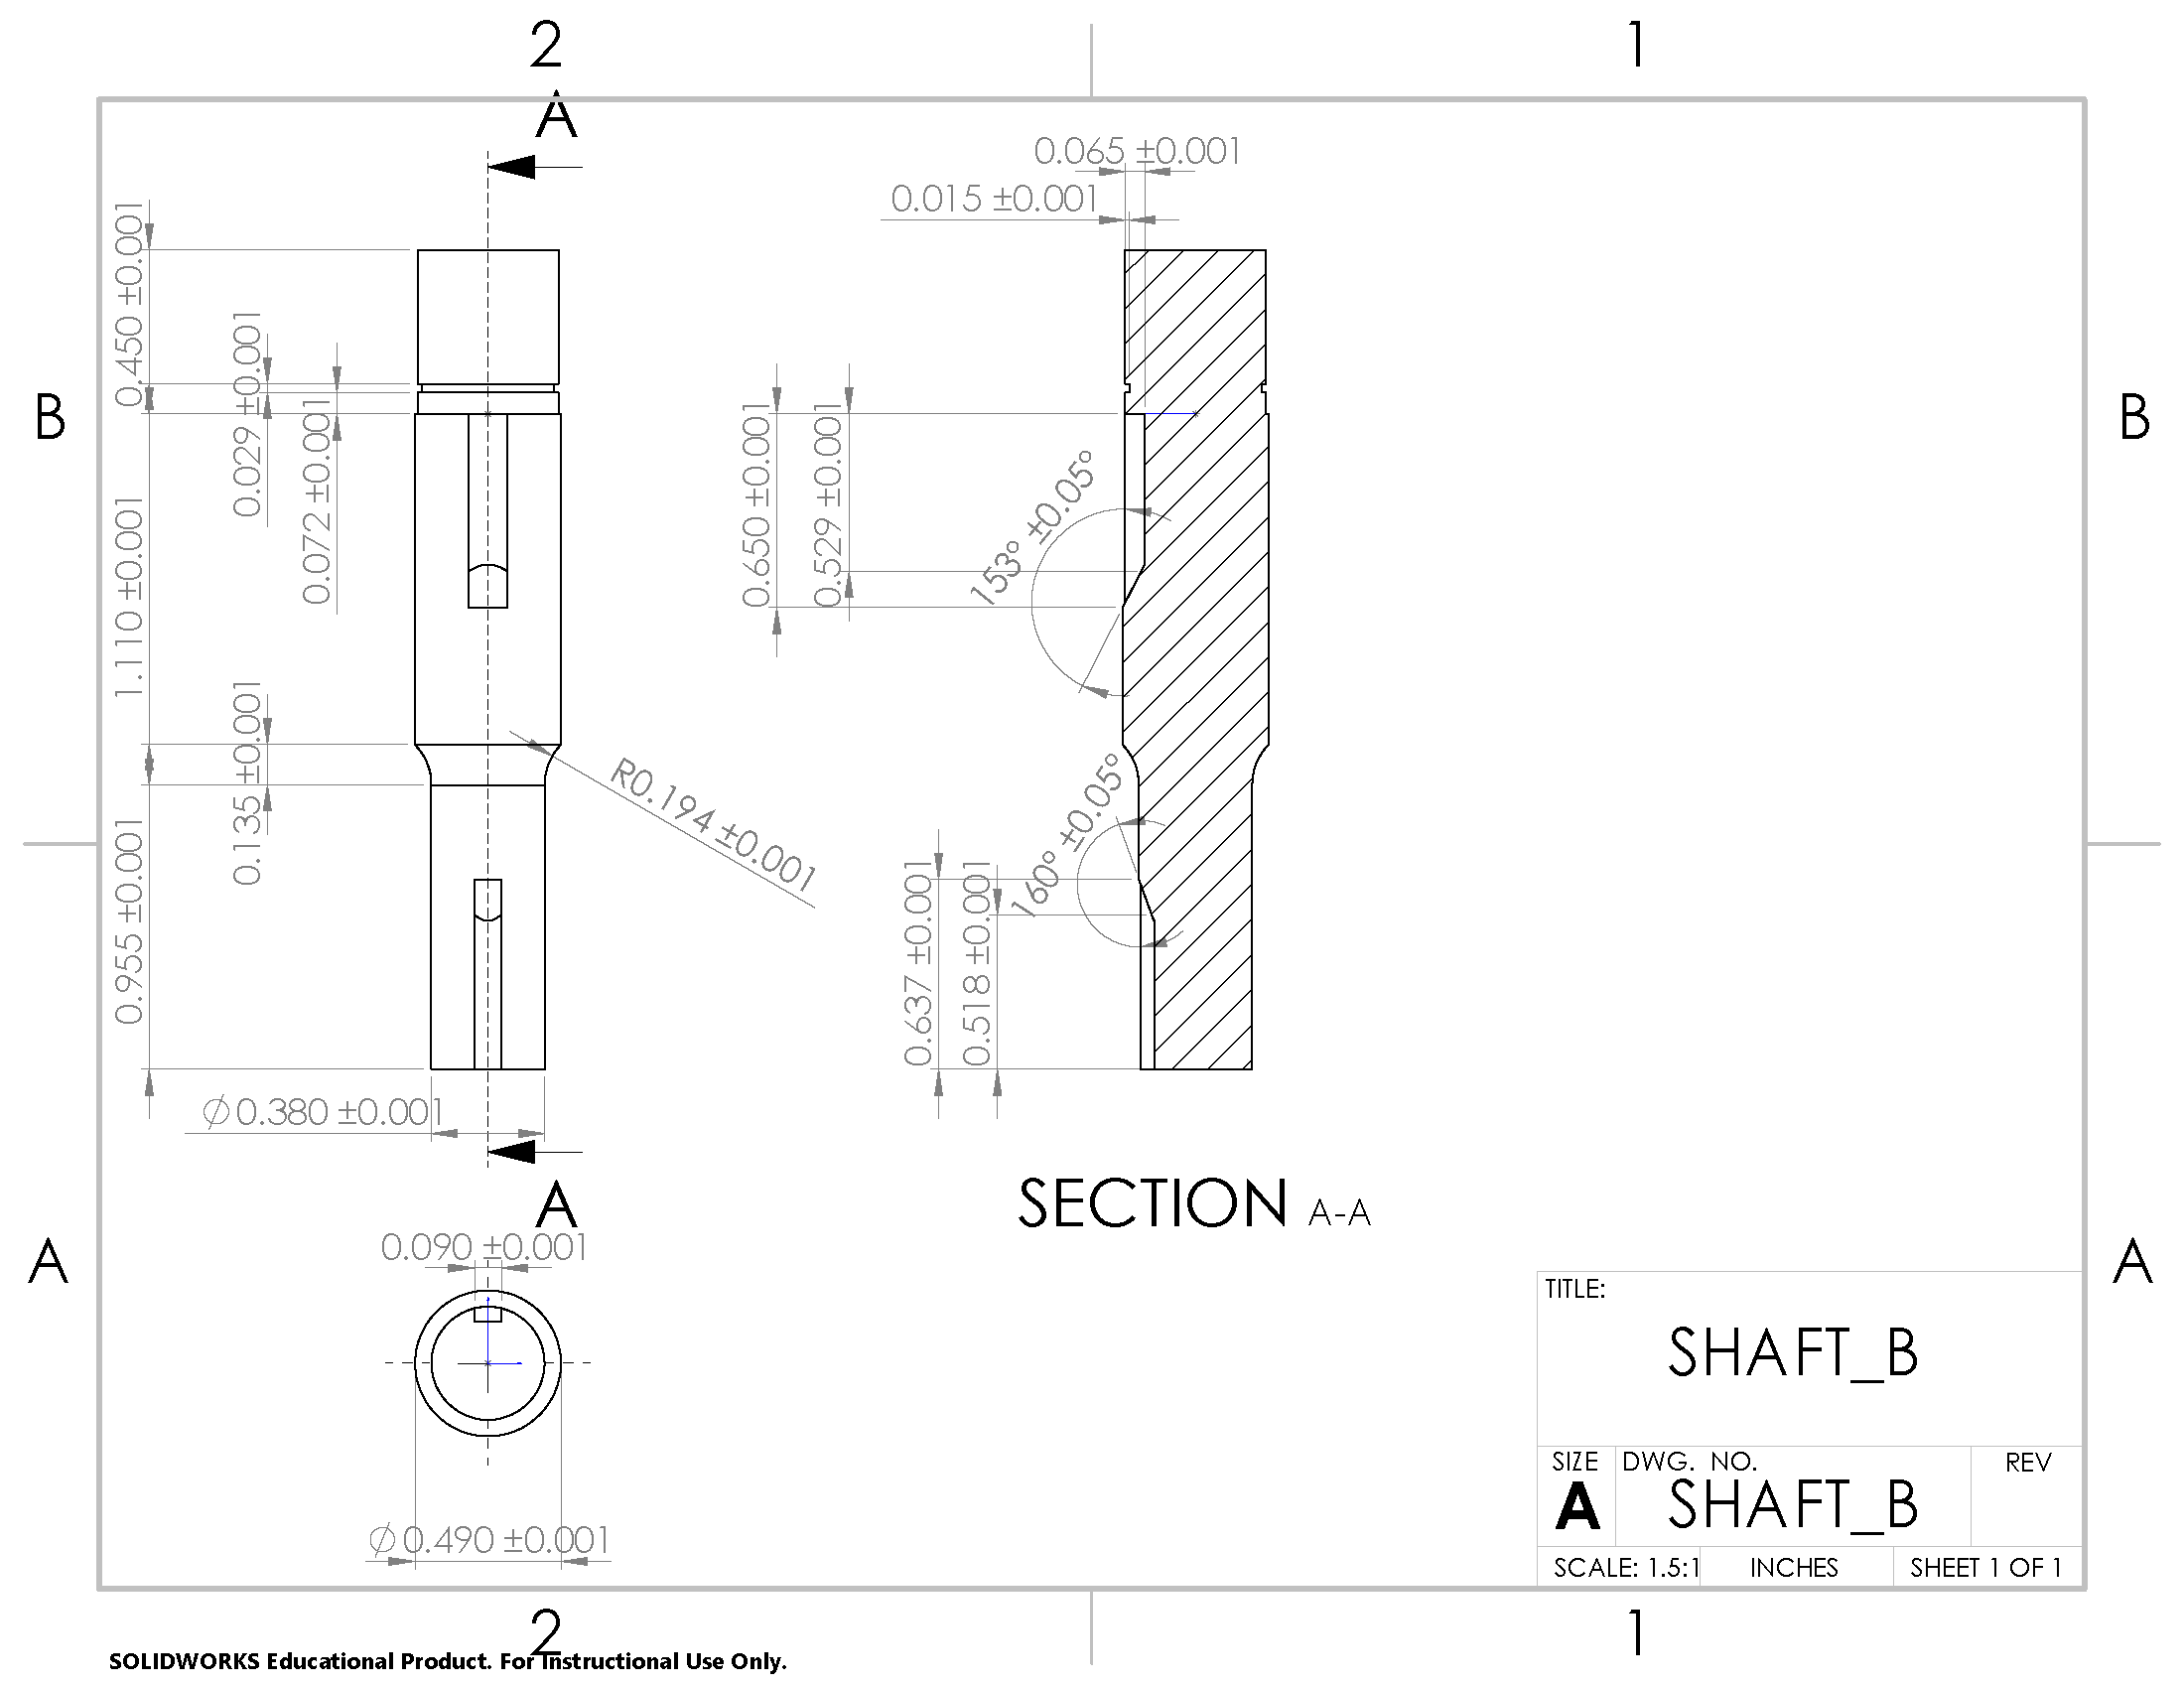 2
1
A
0.065 ±0.001
0.015 ±0.001
0.450 ±0.001
0.029 ±0.001
0.072 ±0.001
B
B
1.110 ±0.001
0.650 ±0.001
0.529 ±0.001
153° ±0.05°
0.135 ±0.001
R0.194 ±0.001
160° ±0.05°
0.955 ±0.001
0.637 ±0.001
0.518 ±0.001
⌀0.380 ±0.001
A
SECTION A-A
0.090 ±0.001
A
A
⌀0.490 ±0.001
TITLE:
SHAFT_B
SIZE
A
DWG. NO.
SHAFT_B
REV
SCALE: 1.5:1
INCHES
SHEET 1 OF 1
2
1
SOLIDWORKS Educational Product. For Instructional Use Only.